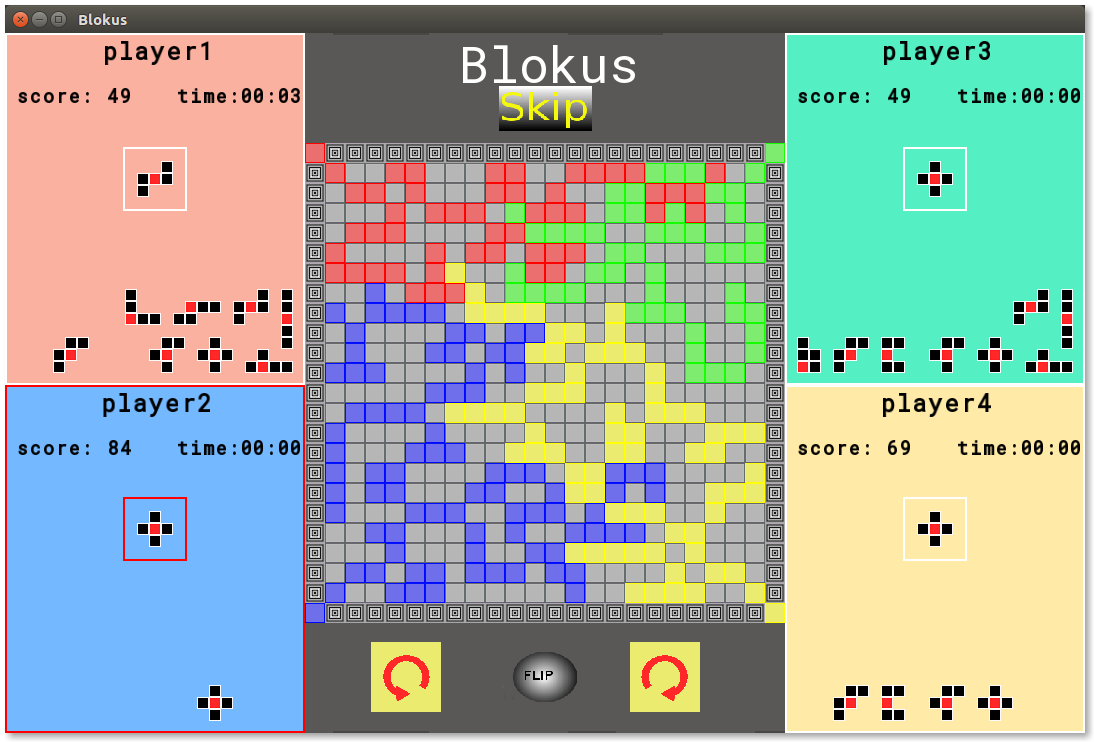 Blokus
player1
score: 49 time:00:03
Blokus
Skip
player3
score: 49 time:00:00
player2
score: 84 time:00:00
player4
score: 69 time:00:00
FLIP